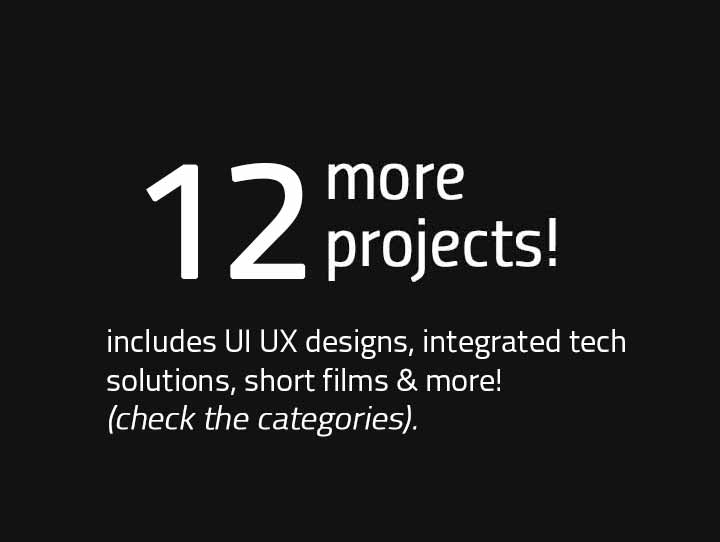 12 more
projects!
includes UI UX designs, integrated tech
solutions, short films & more!
(check the categories).